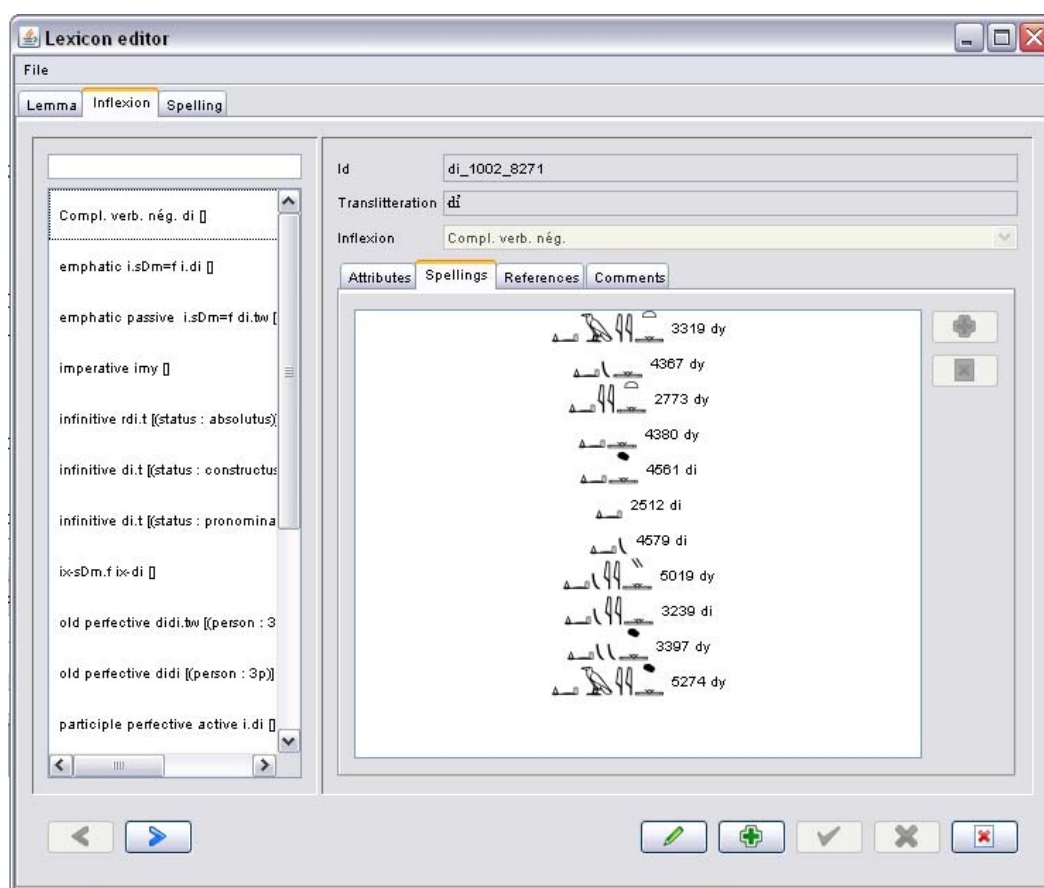 Lexicon editor
File
Lemma Inflexion Spelling
Compl. verb. nég. di []
emphatic i.sDm=f i.di []
emphatic passive i.sDm=f di.tw [
imperative imy []
infinitive rdi.t [(status : absolutus)]
infinitive di.t [(status : constructus
infinitive di.t [(status : pronomina
ix-sDm.f ix-di []
old perfective didi.tw [(person : 3
old perfective didi [(person : 3p)]
participle perfective active i.di []
Id di_1002_8271
Translitteration dỉ
Inflexion Compl. verb. nég.
Attributes Spellings References Comments
3319 dy
4367 dy
2773 dy
4380 dy
4561 di
2512 di
4579 di
5019 dy
3239 di
3397 dy
5274 dy